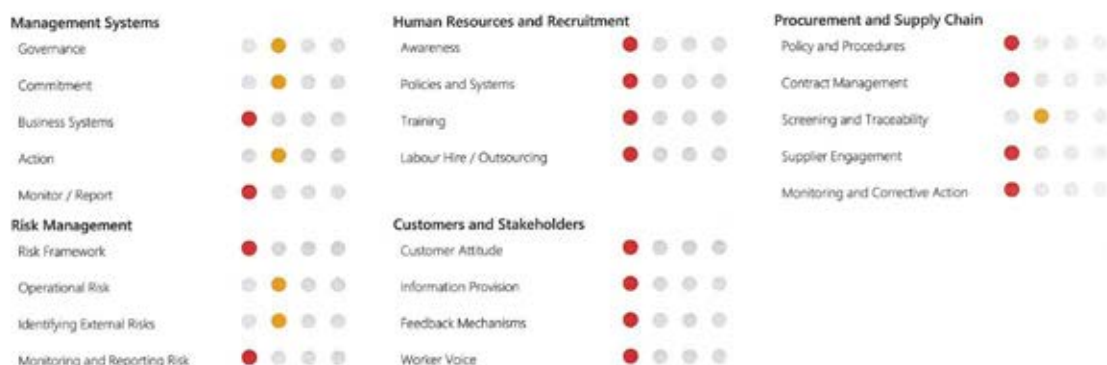 Management Systems
Governance
Commitment
Business Systems
Action
Monitor / Report
Risk Management
Risk Framework
Operational Risk
Identifying External Risks
Monitoring and Reporting Risk
Human Resources and Recruitment
Awareness
Policies and Systems
Training
Labour Hire / Outsourcing
Customers and Stakeholders
Customer Attitude
Information Provision
Feedback Mechanisms
Worker Voice
Procurement and Supply Chain
Policy and Procedures
Contract Management
Screening and Traceability
Supplier Engagement
Monitoring and Corrective Action